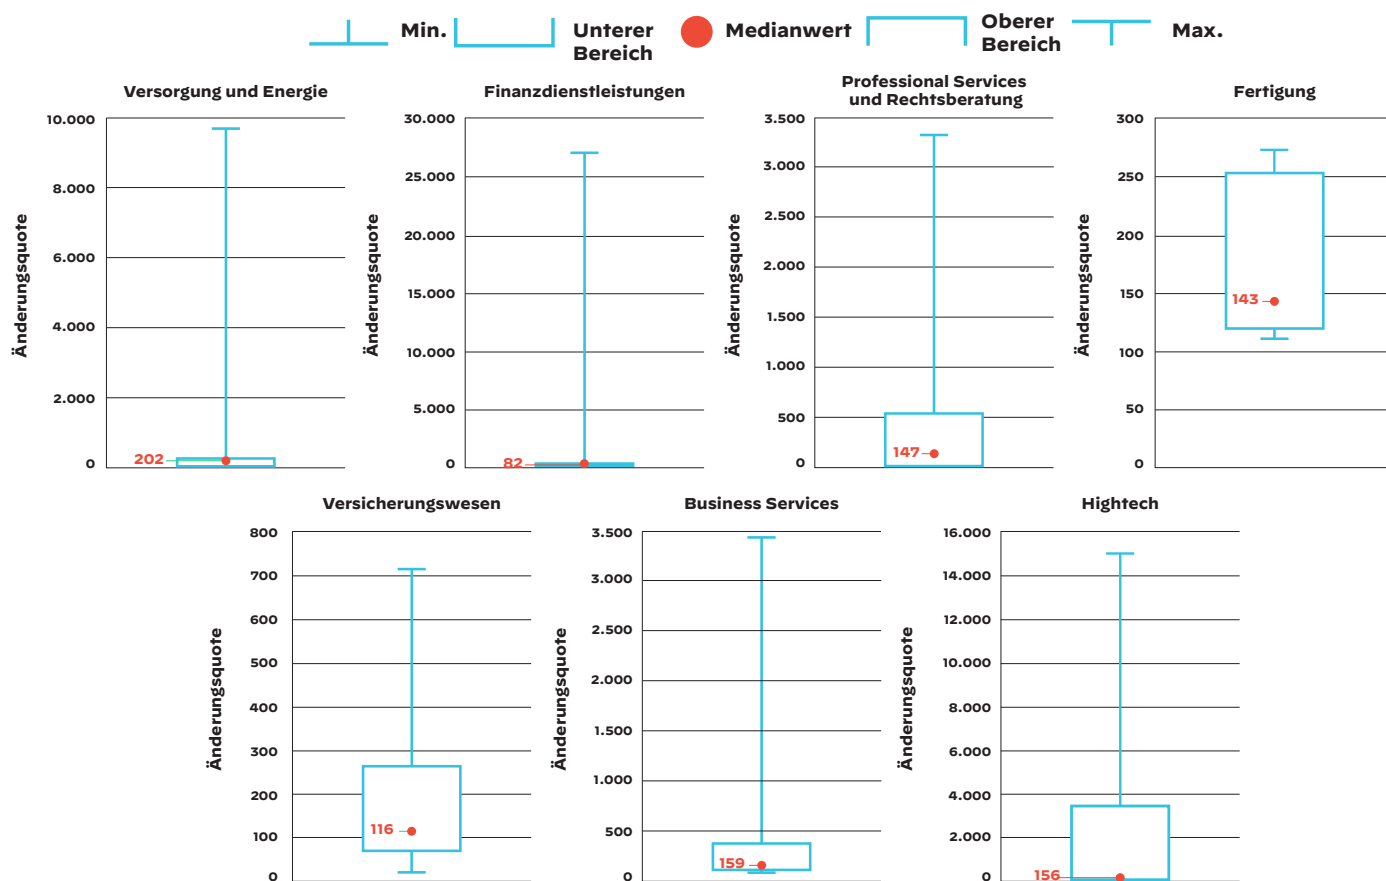 Min.
Unterer
Bereich
Medianwert
Oberer
Bereich
Max.
Versorgung und Energie
Änderungsquote
10.000
8.000
6.000
4.000
2.000
0
202
Finanzdienstleistungen
Änderungsquote
30.000
25.000
20.000
15.000
10.000
5.000
0
82
Professional Services
und Rechtsberatung
Änderungsquote
3.500
3.000
2.500
2.000
1.500
1.000
500
0
147
Fertigung
Änderungsquote
300
250
200
150
100
50
0
143
Versicherungswesen
Änderungsquote
800
700
600
500
400
300
200
100
0
116
Business Services
Änderungsquote
3.500
3.000
2.500
2.000
1.500
1.000
500
0
159
Hightech
Änderungsquote
16.000
14.000
12.000
10.000
8.000
6.000
4.000
2.000
0
156